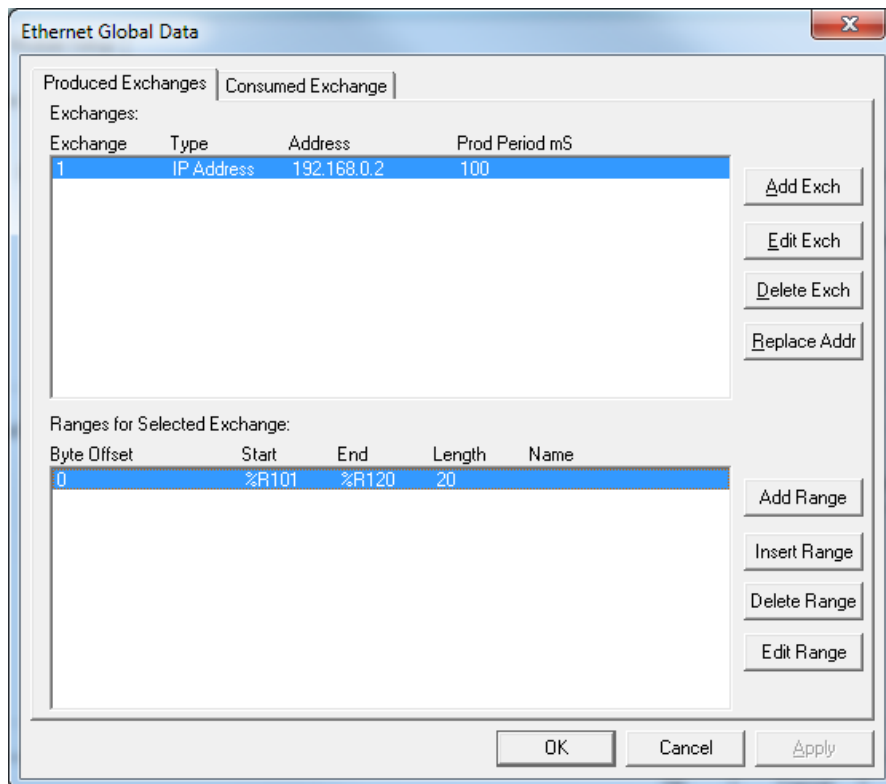 Ethernet Global Data
Produced Exchanges Consumed Exchange
Exchanges:
Exchange Type Address Prod Period mS
1 IP Address 192.168.0.2 100
Add Exch
Edit Exch
Delete Exch
Replace Addr
Ranges for Selected Exchange:
Byte Offset Start End Length Name
0 %R101 %R120 20
Add Range
Insert Range
Delete Range
Edit Range
OK Cancel Apply